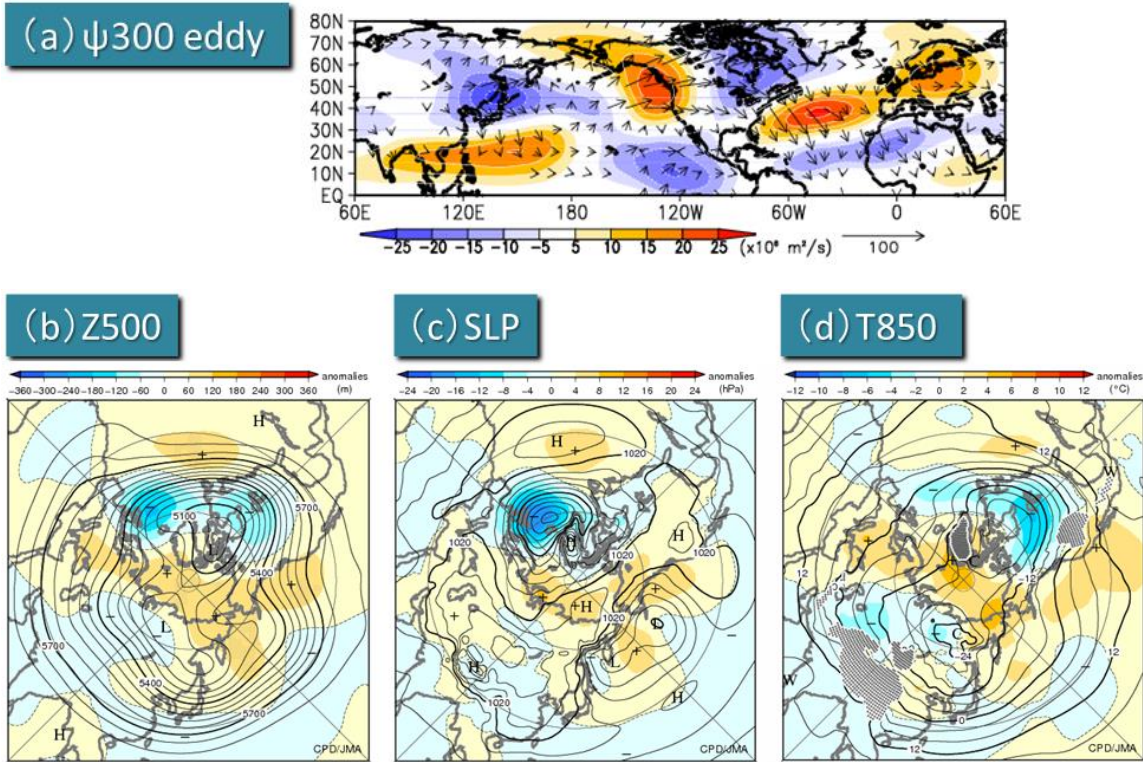 (a)ψ300 eddy
80N
70N
60N
50N
40N
30N
20N
10N
EQ
60E 120E 180 120W 60W 0 60E
-25 -20 -15 -10 -5 5 10 15 20 25 (x10⁶ m²/s) 100
(b)Z500
-360 -300 -240 -180 -120 -60 0 60 120 180 240 300 360 anomalies
(m)
H
5100
5700
L
5400
L
5700
5400
5700
H
CPD/JMA
(c)SLP
-24 -20 -16 -12 -8 -4 0 4 8 12 16 20 24 anomalies
(hPa)
H
1020
H
1020
1020
1020
H
1020
L
H
L
1020
H
CPD/JMA
(d)T850
-12 -10 -8 -6 -4 -2 0 2 4 6 8 10 12 anomalies
(°C)
12
W
-12
12
C
-24
12
W
0
12
CPD/JMA